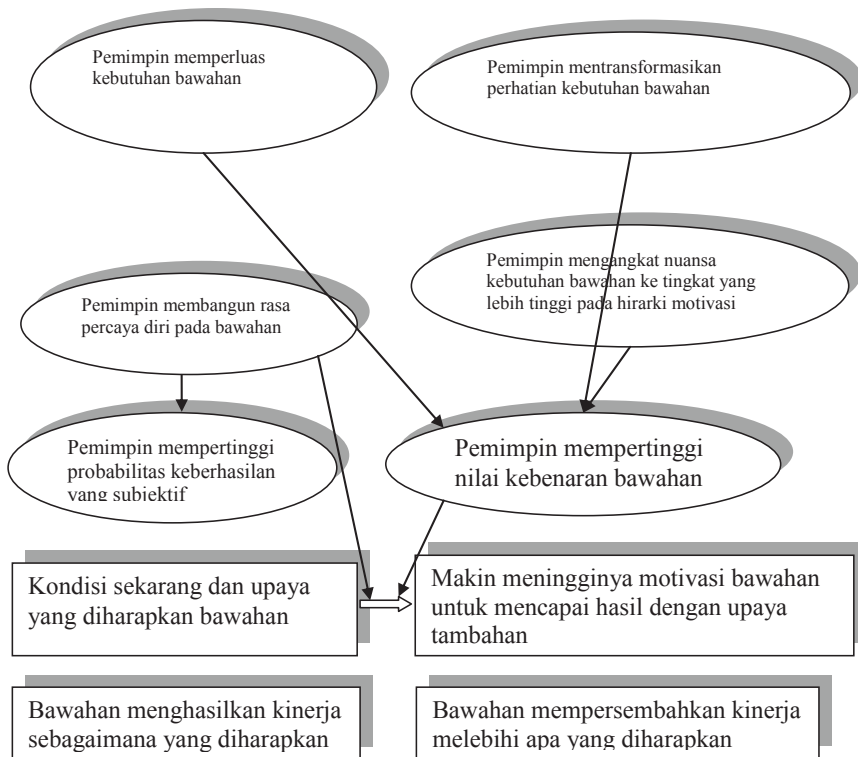 Pemimpin memperluas
kebutuhan bawahan
Pemimpin mentransformasikan
perhatian kebutuhan bawahan
Pemimpin mengangkat nuansa
kebutuhan bawahan ke tingkat yang
lebih tinggi pada hirarki motivasi
Pemimpin membangun rasa
percaya diri pada bawahan
Pemimpin mempertinggi
probabilitas keberhasilan
yang subjektif
Pemimpin mempertinggi
nilai kebenaran bawahan
Kondisi sekarang dan upaya
yang diharapkan bawahan
Makin meningginya motivasi bawahan
untuk mencapai hasil dengan upaya
tambahan
Bawahan menghasilkan kinerja
sebagaimana yang diharapkan
Bawahan mempersembahkan kinerja
melebihi apa yang diharapkan